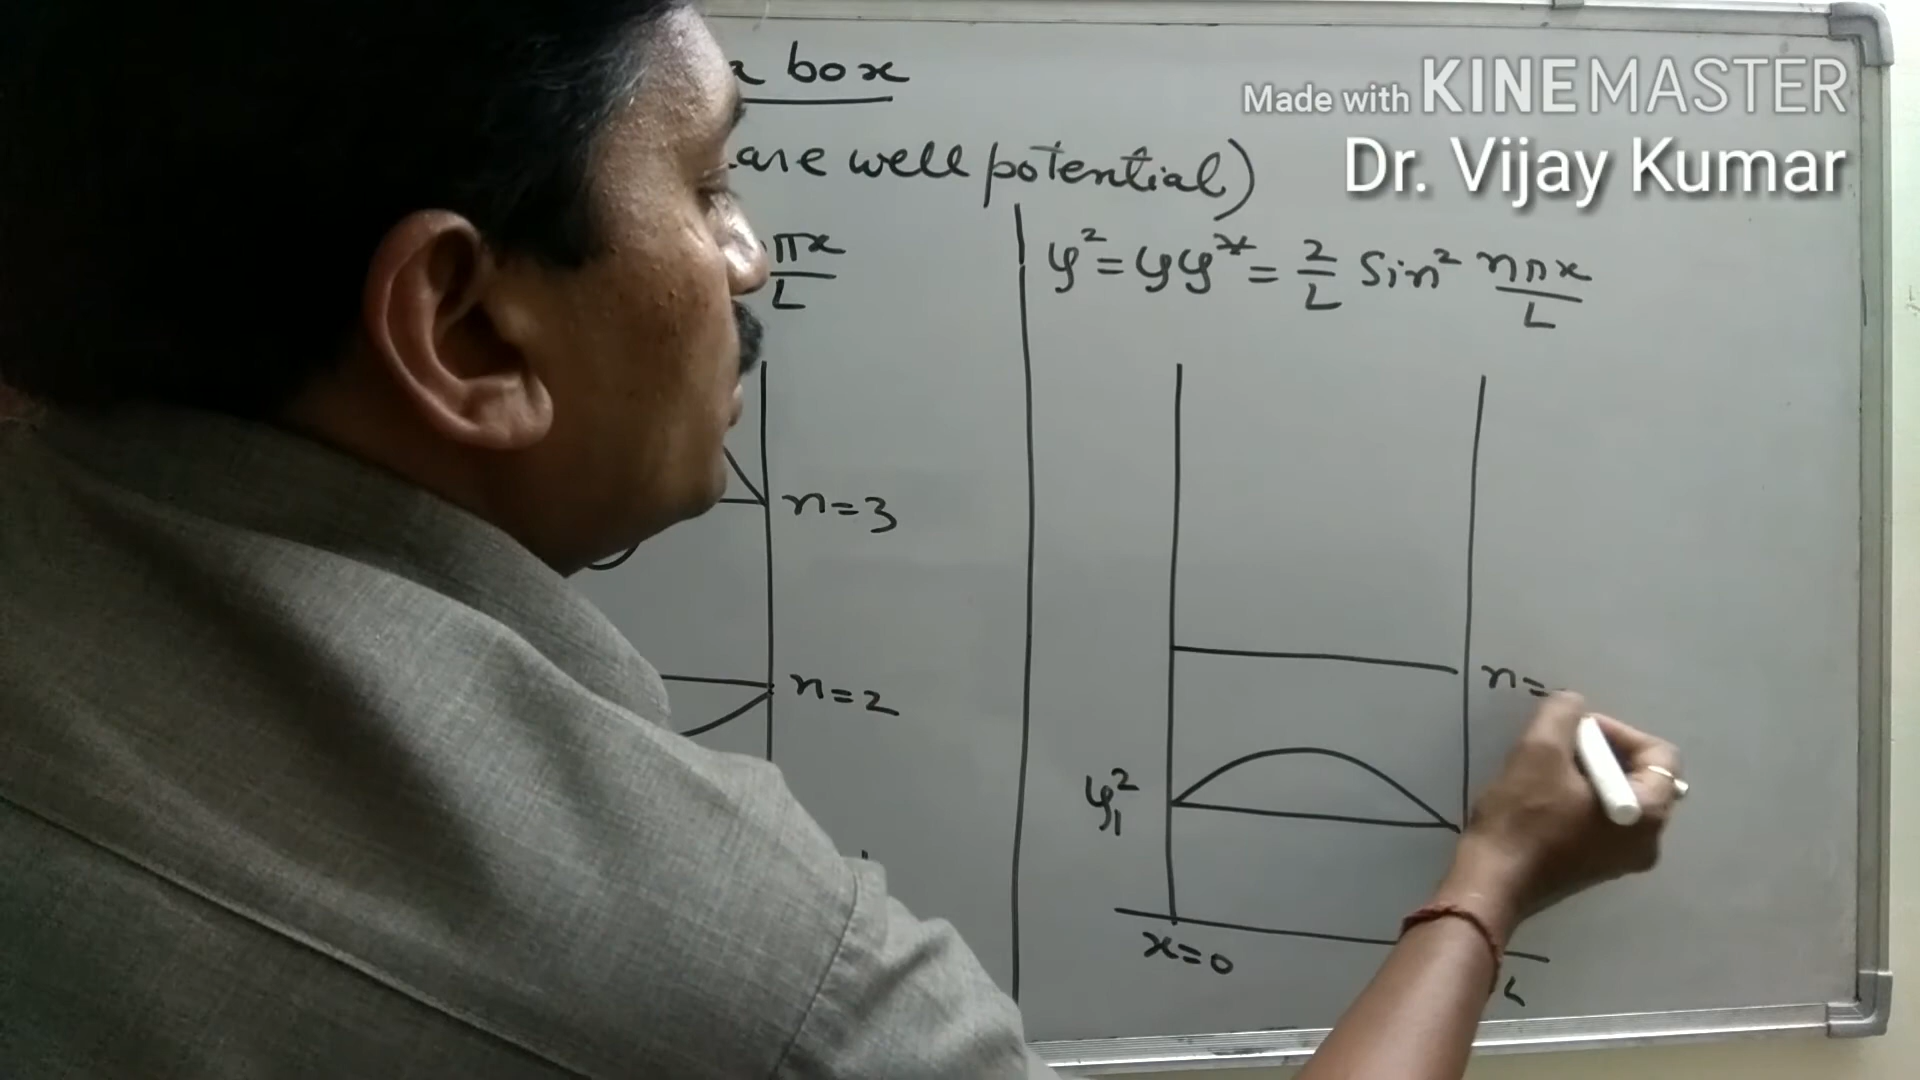 box
Made with KINEMASTER
Dr. Vijay Kumar
are well potential)
πx
L
ψ² = ψψ* = 2/L Sin² nπx/L
n=3
n=2
n=
ψ₁²
x=0
L